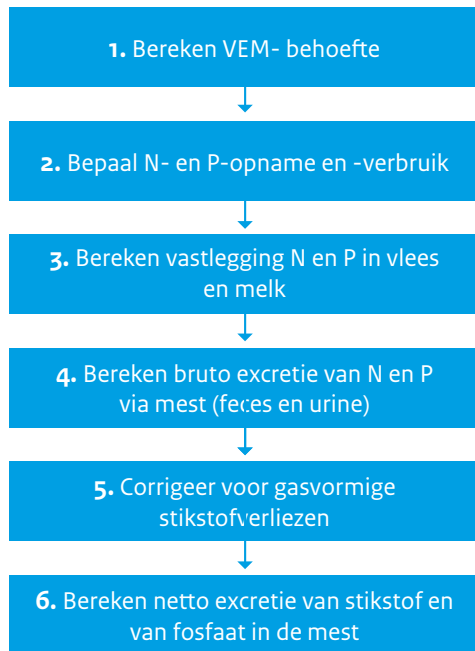 1. Bereken VEM- behoefte
2. Bepaal N- en P-opname en -verbruik
3. Bereken vastlegging N en P in vlees
en melk
4. Bereken bruto excretie van N en P
via mest (feces en urine)
5. Corrigeer voor gasvormige
stikstofverliezen
6. Bereken netto excretie van stikstof en
van fosfaat in de mest